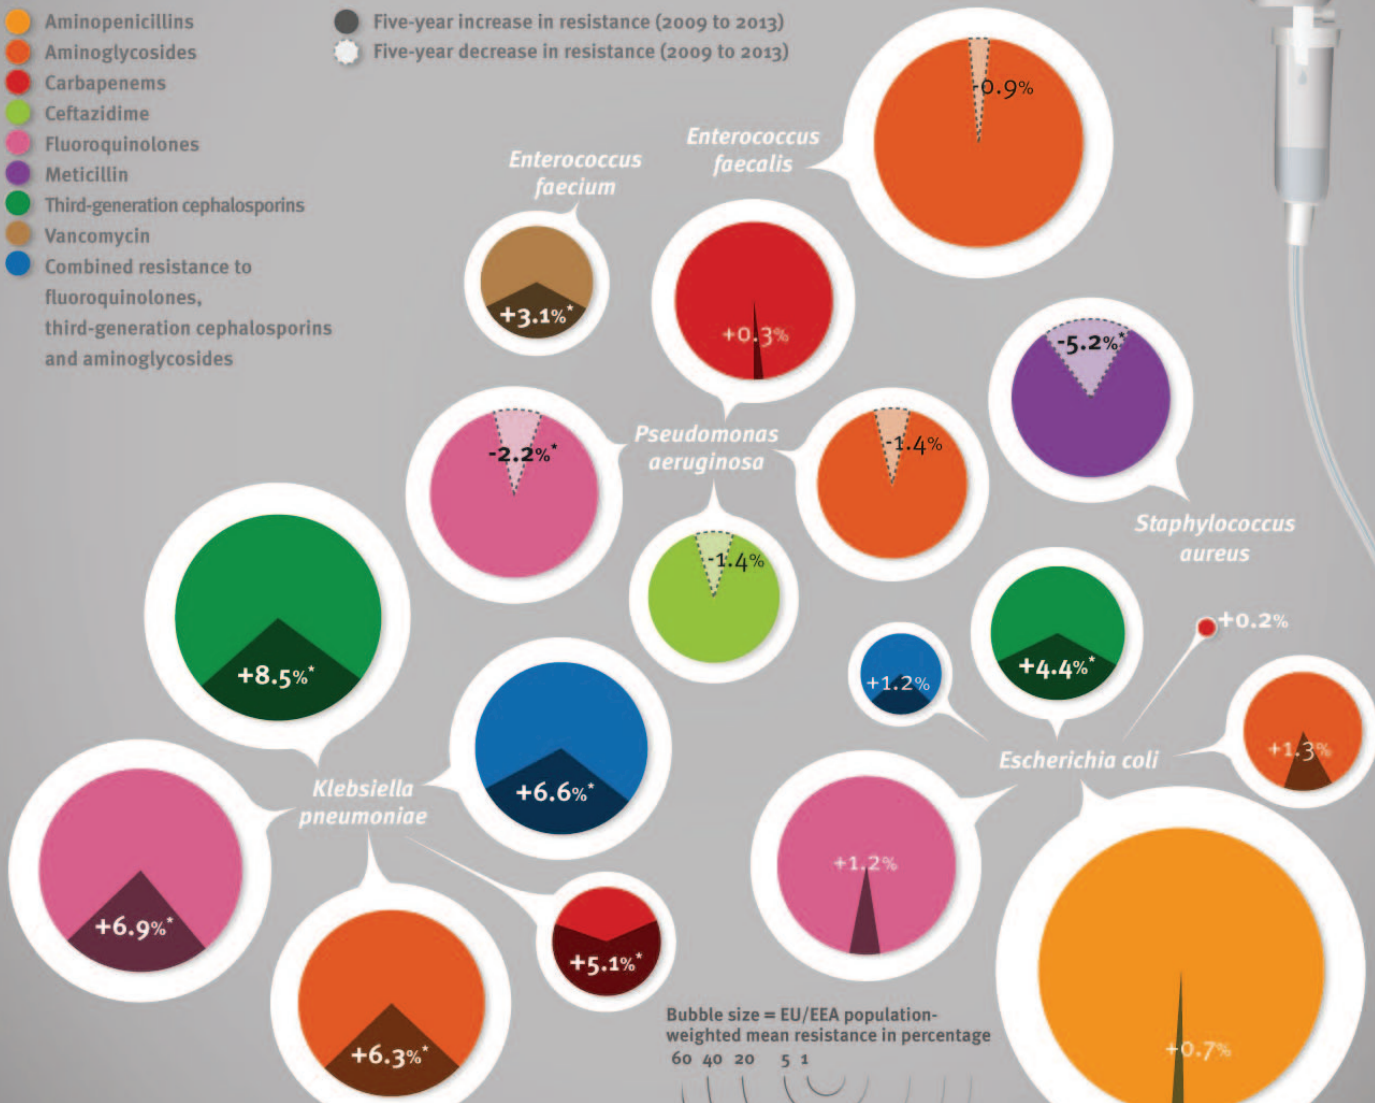 Aminopenicillins
Aminoglycosides
Carbapenems
Ceftazidime
Fluoroquinolones
Meticillin
Third-generation cephalosporins
Vancomycin
Combined resistance to
fluoroquinolones,
third-generation cephalosporins
and aminoglycosides
Five-year increase in resistance (2009 to 2013)
Five-year decrease in resistance (2009 to 2013)
-0.9%
Enterococcus
faecalis
Enterococcus
faecium
+3.1%*
+0.3%
-5.2%*
Pseudomonas
aeruginosa
-2.2%*
-1.4%
-1.4%
Staphylococcus
aureus
+8.5%*
+1.2%
+4.4%*
+0.2%
+1.3%
Escherichia coli
Klebsiella
pneumoniae
+6.6%*
+6.9%*
+6.3%*
+5.1%*
+1.2%
+0.7%
Bubble size = EU/EEA population-
weighted mean resistance in percentage
60 40 20 5 1